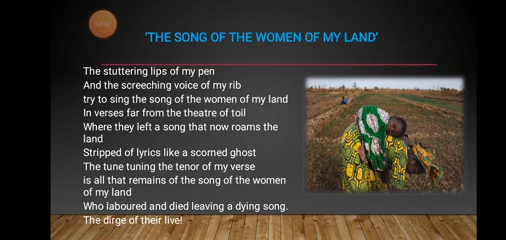 'THE SONG OF THE WOMEN OF MY LAND'
The stuttering lips of my pen
And the screeching voice of my rib
try to sing the song of the women of my land
In verses far from the theatre of toil
Where they left a song that now roams the
land
Stripped of lyrics like a scorned ghost
The tune tuning the tenor of my verse
is all that remains of the song of the women
of my land
Who laboured and died leaving a dying song.
The dirge of their live!